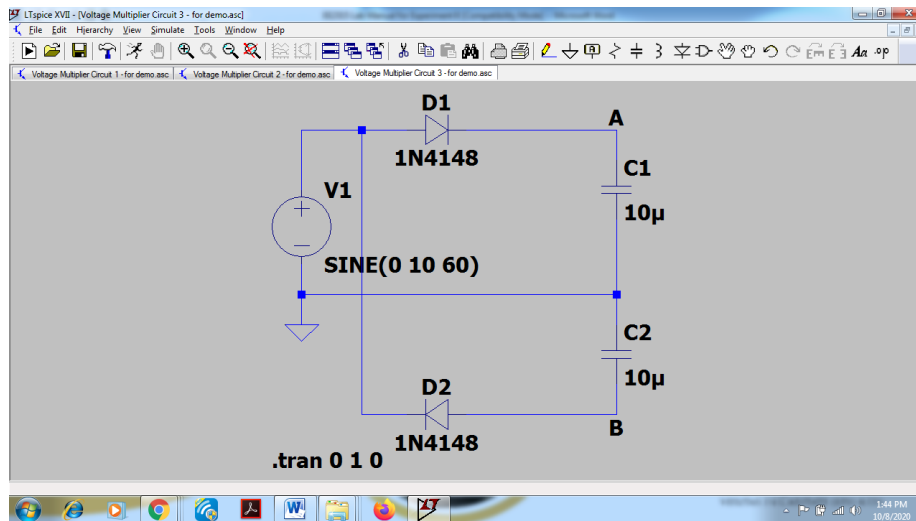 LTspice XVII - [Voltage Multiplier Circuit 3 - for demo.asc]
File Edit Hierarchy View Simulate Tools Window Help
Voltage Multiplier Circuit 1 - for demo.asc Voltage Multiplier Circuit 2 - for demo.asc Voltage Multiplier Circuit 3 - for demo.asc
D1
A
1N4148
C1
V1
10µ
SINE(0 10 60)
C2
10µ
D2
1N4148
B
.tran 0 1 0
1:44 PM
10/8/2020